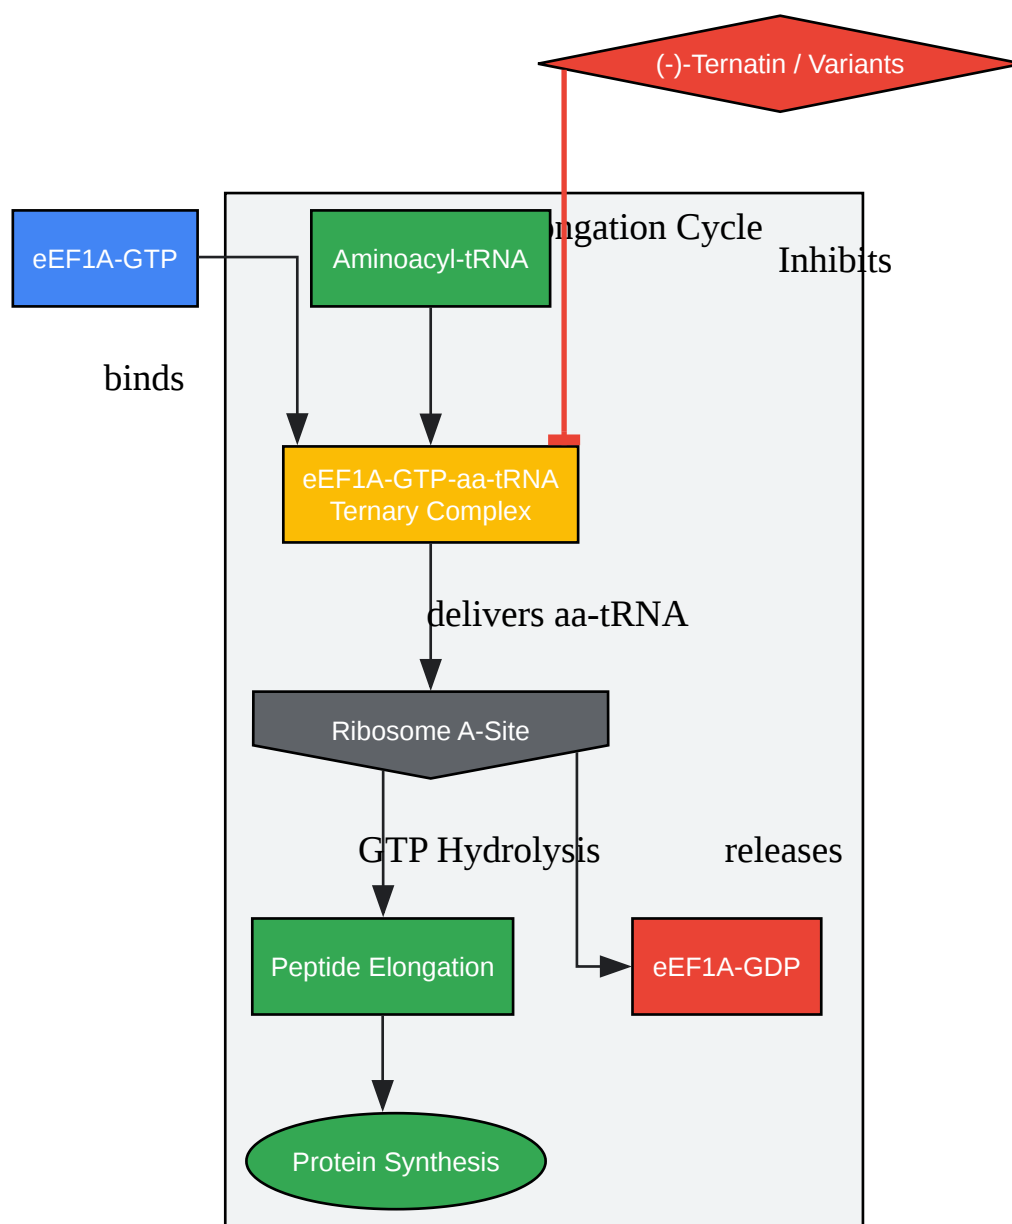 (-)-Ternatin / Variants
ongation Cycle
eEF1A-GTP
Aminoacyl-tRNA
Inhibits
binds
eEF1A-GTP-aa-tRNA
Ternary Complex
delivers aa-tRNA
Ribosome A-Site
GTP Hydrolysis
releases
Peptide Elongation
eEF1A-GDP
Protein Synthesis